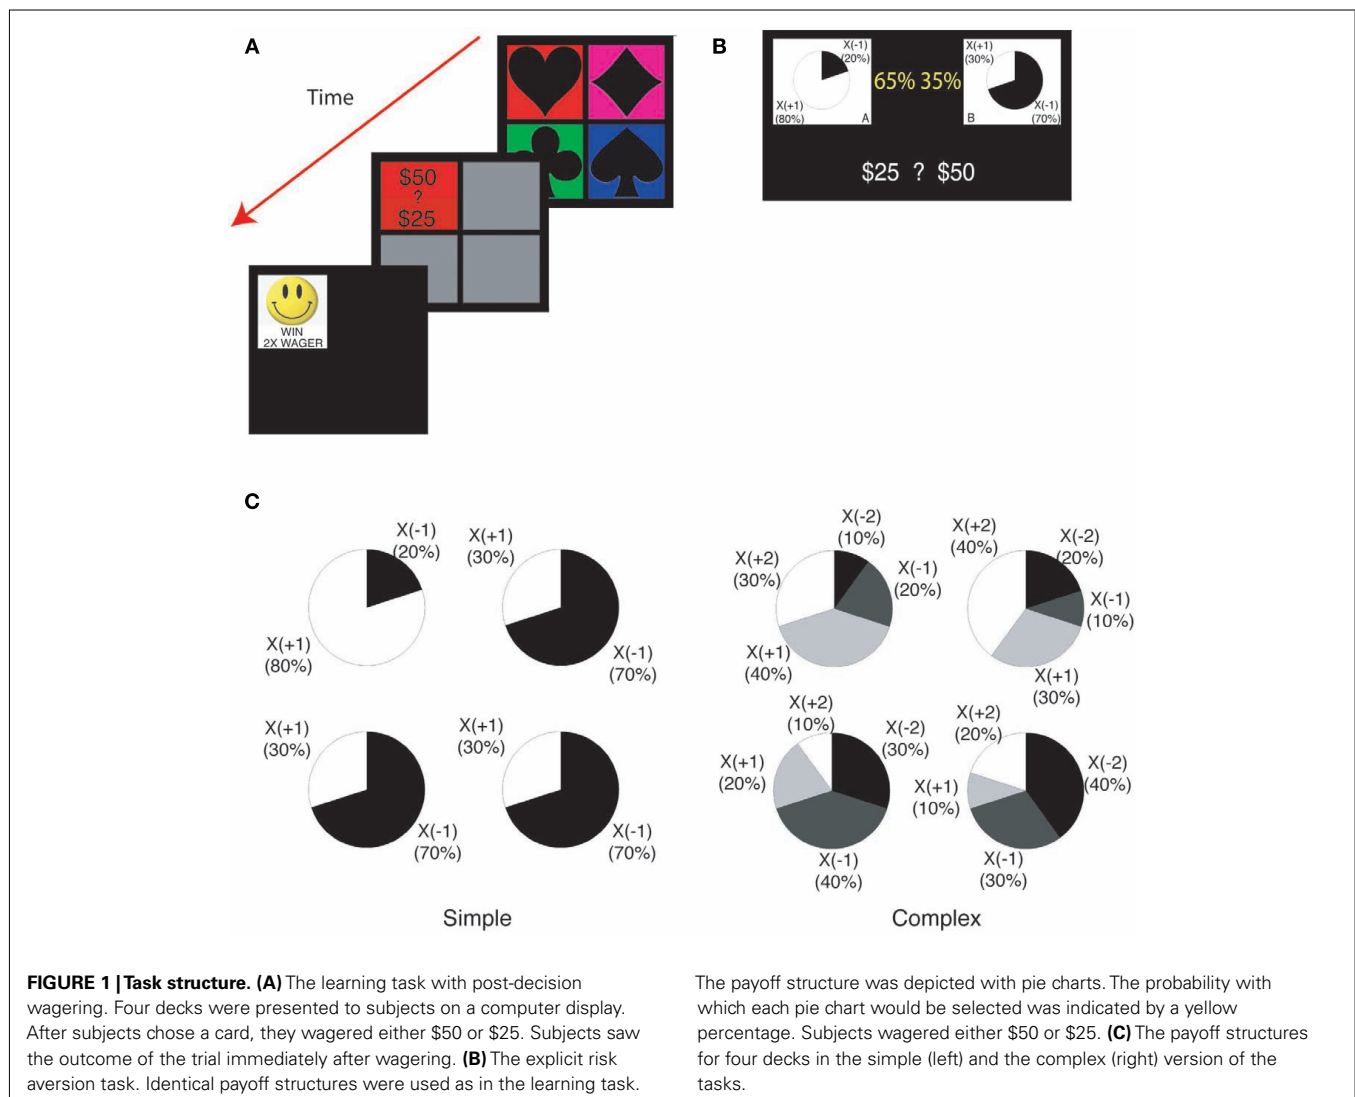 A
Time
$50
?
$25
WIN
2X WAGER
B
X(-1)
(20%)
X(+1)
(80%)
A
65% 35%
X(+1)
(30%)
X(-1)
(70%)
B
$25 ? $50
C
X(-1)
(20%)
X(+1)
(80%)
X(+1)
(30%)
X(-1)
(70%)
X(+1)
(30%)
X(-1)
(70%)
X(+1)
(30%)
X(-1)
(70%)
Simple
X(-2)
(10%)
X(+2)
(30%)
X(-1)
(20%)
X(+1)
(40%)
X(+2)
(40%)
X(-2)
(20%)
X(-1)
(10%)
X(+1)
(30%)
X(+2)
(10%)
X(-2)
(30%)
X(+1)
(20%)
X(-1)
(40%)
X(+2)
(20%)
X(-2)
(40%)
X(+1)
(10%)
X(-1)
(30%)
Complex
FIGURE 1 | Task structure. (A) The learning task with post-decision
wagering. Four decks were presented to subjects on a computer display.
After subjects chose a card, they wagered either $50 or $25. Subjects saw
the outcome of the trial immediately after wagering. (B) The explicit risk
aversion task. Identical payoff structures were used as in the learning task.
The payoff structure was depicted with pie charts. The probability with
which each pie chart would be selected was indicated by a yellow
percentage. Subjects wagered either $50 or $25. (C) The payoff structures
for four decks in the simple (left) and the complex (right) version of the
tasks.